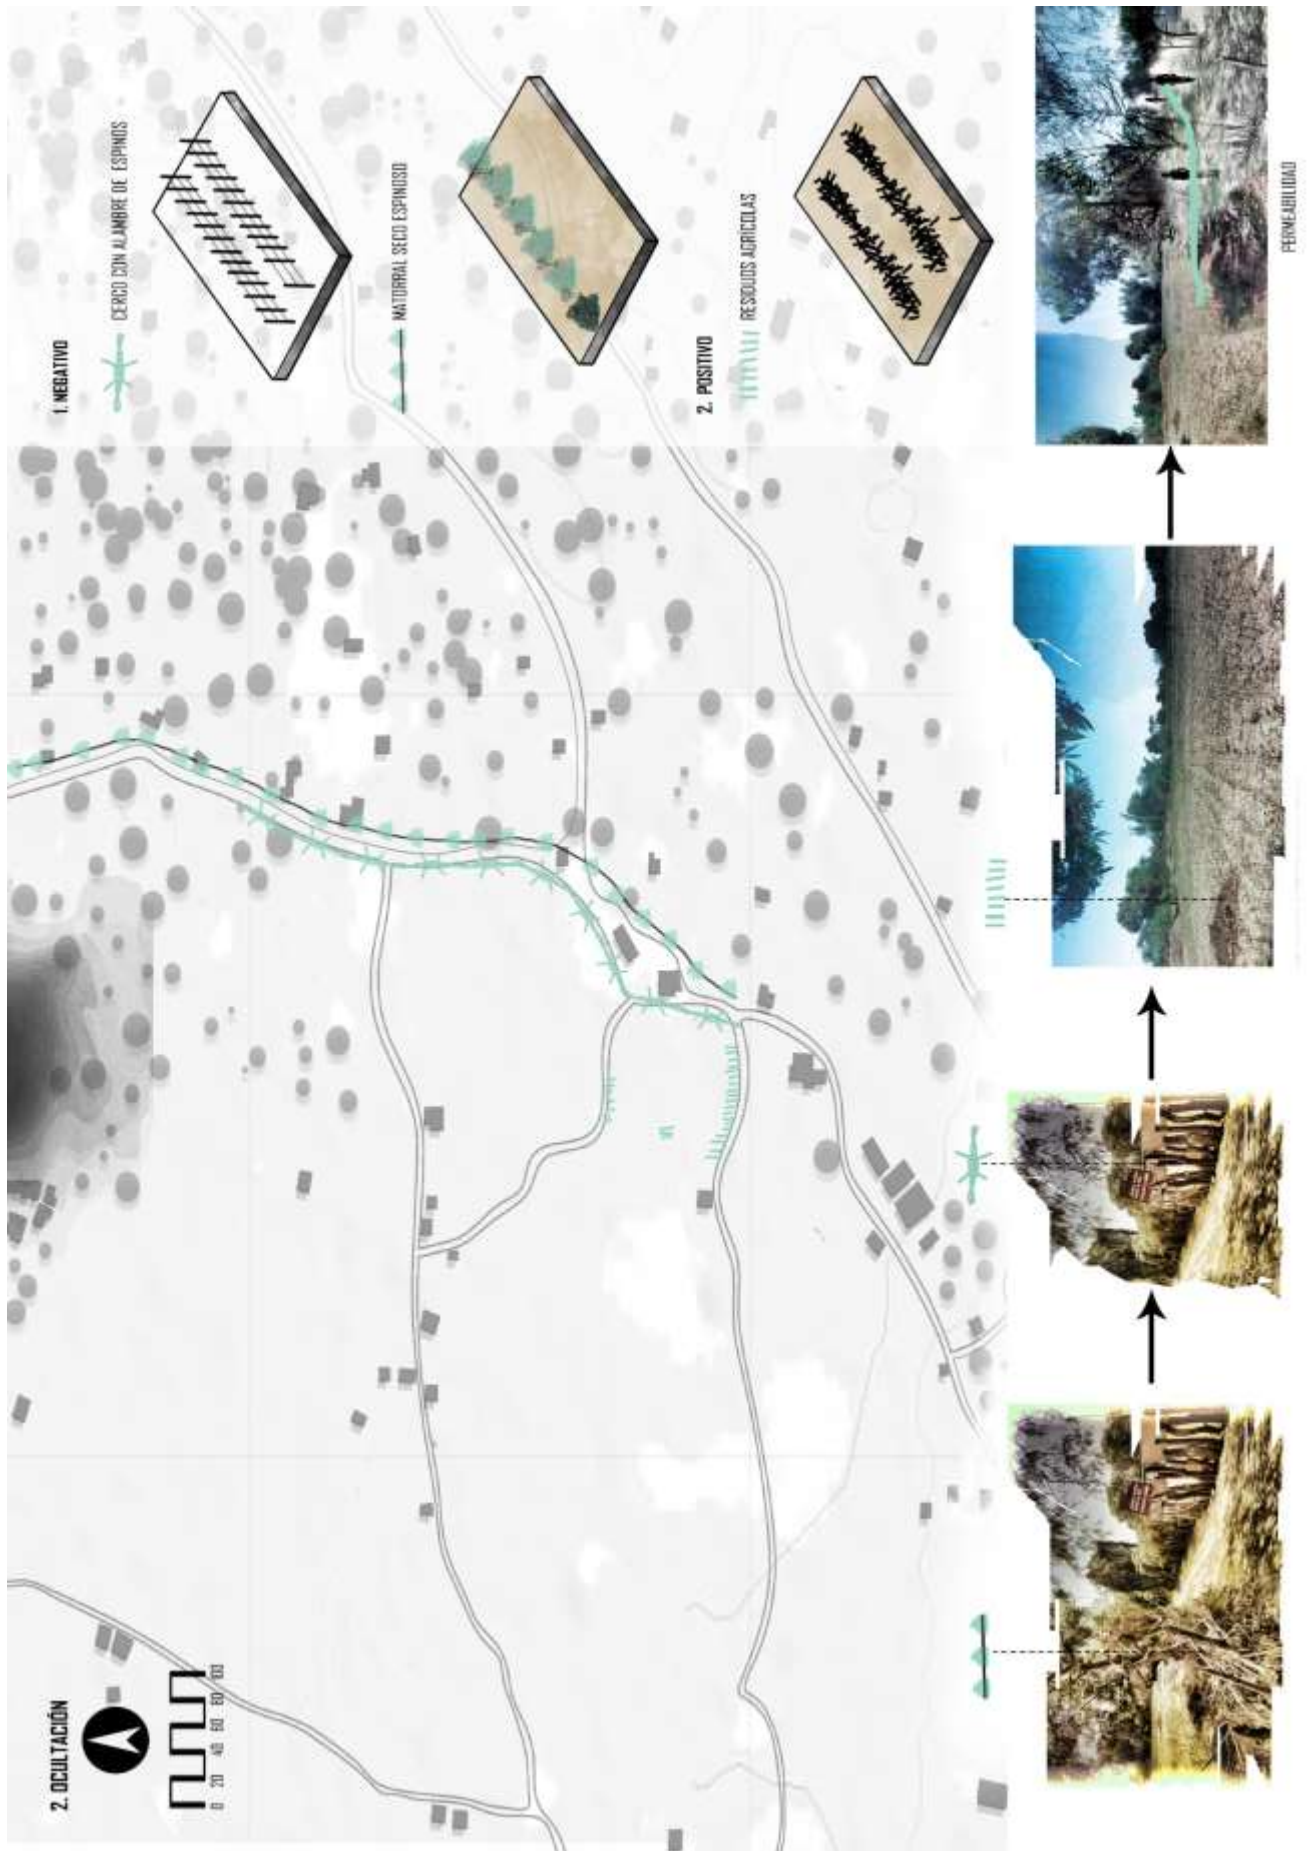 2. OCULTACIÓN
0 20 40 60 80 100
1. NEGATIVO
CERCO CON ALAMBRE DE ESPINOS
MATORRAL SECO ESPINOSO
2. POSITIVO
RESIDUOS AGRÍCOLAS
PERMEABILIDAD